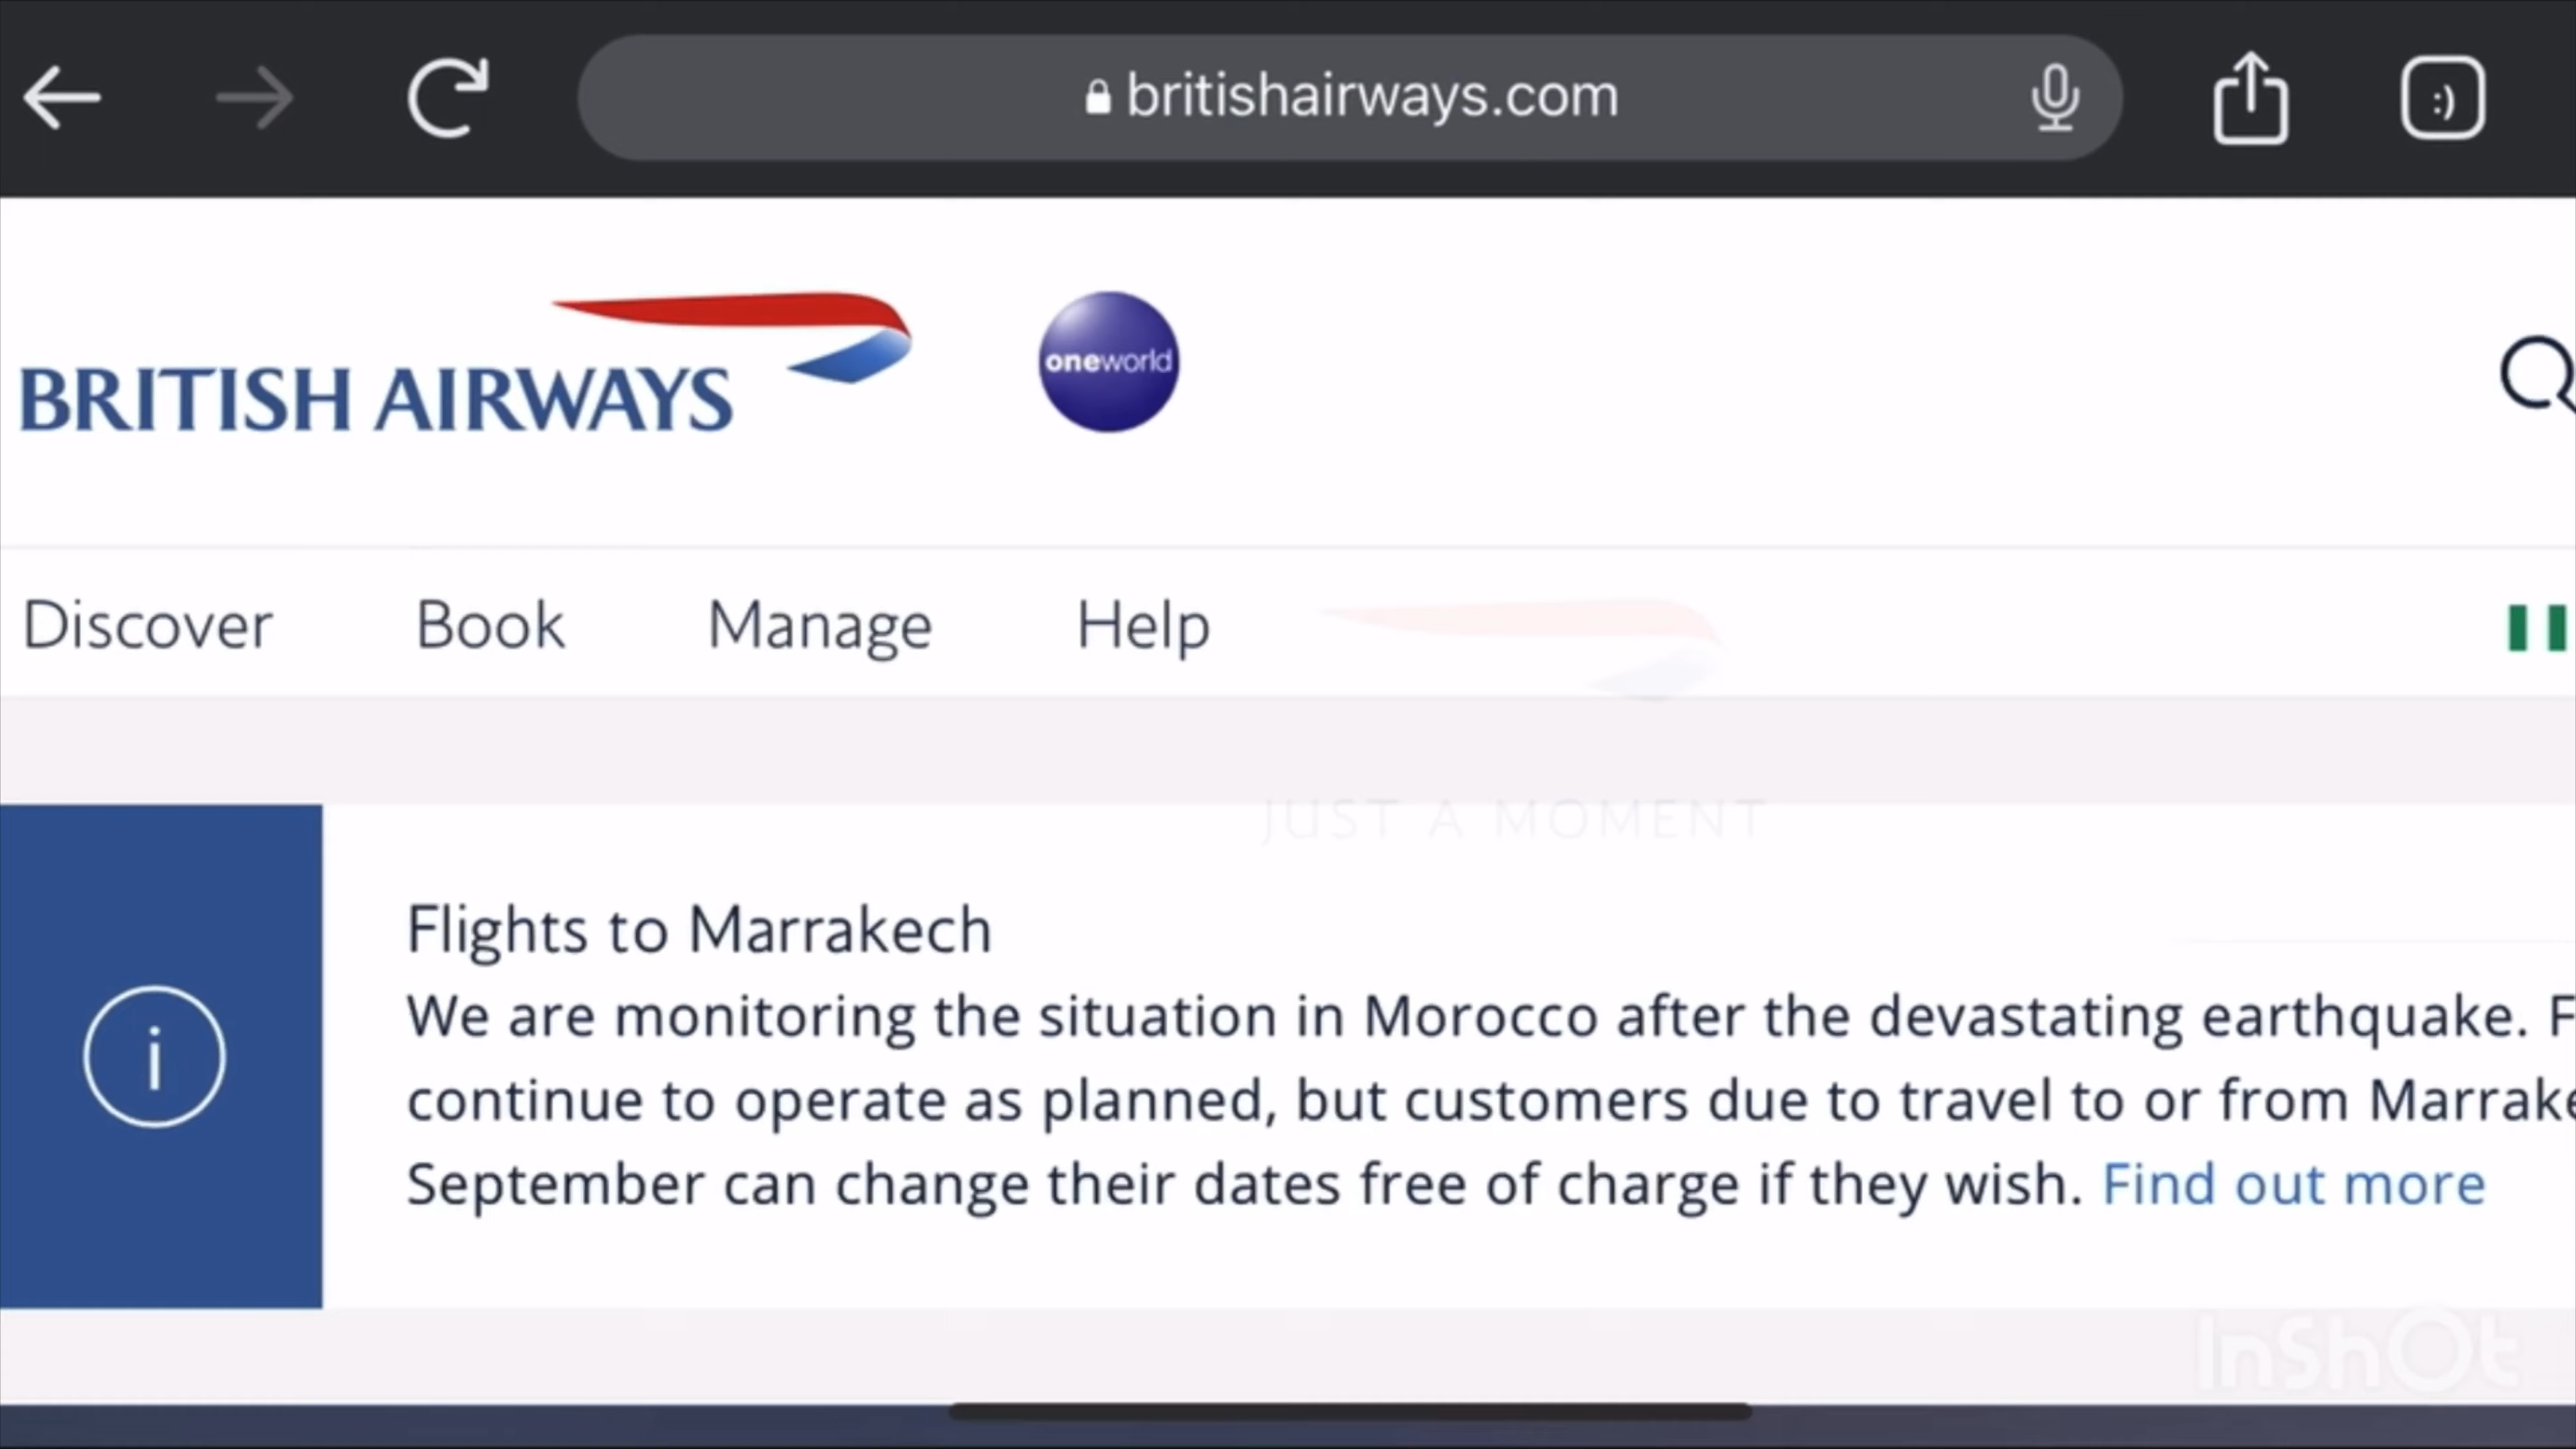 :)
britishairways.com
BRITISH AIRWAYS
oneworld
Discover Book Manage Help
JUST A MOMENT
Flights to Marrakech
We are monitoring the situation in Morocco after the devastating earthquake. F
continue to operate as planned, but customers due to travel to or from Marrake
September can change their dates free of charge if they wish. Find out more
i
InShOt